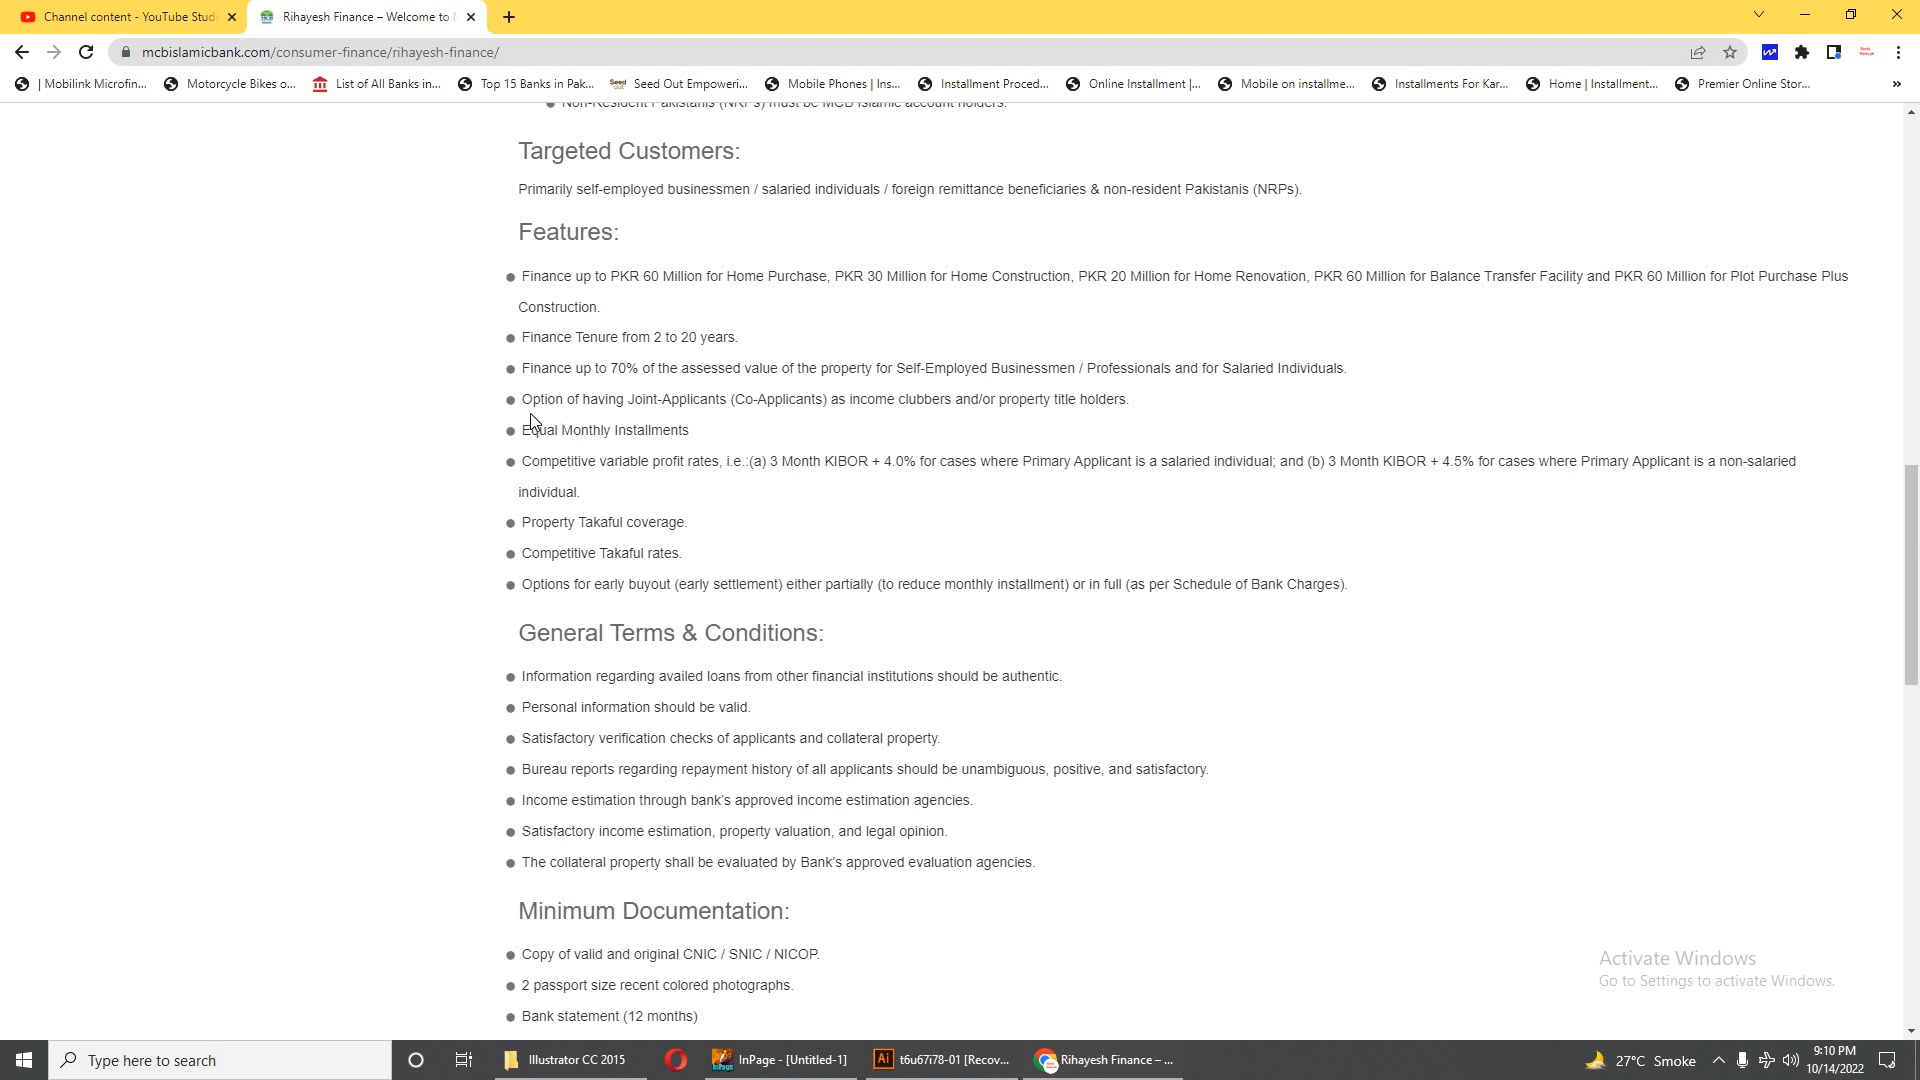 Channel content - YouTube Stud
Rihayesh Finance – Welcome to
mcbislamicbank.com/consumer-finance/rihayesh-finance/
| Mobilink Microfin...
Motorcycle Bikes o...
List of All Banks in...
Top 15 Banks in Pak...
Seed Out Empoweri...
Mobile Phones | Ins...
Installment Proced...
Online Installment |...
Mobile on installme...
Installments For Kar...
Home | Installment...
Premier Online Stor...
Non-Resident Pakistanis (NRPs) must be MCB Islamic account holders.
Targeted Customers:
Primarily self-employed businessmen / salaried individuals / foreign remittance beneficiaries & non-resident Pakistanis (NRPs).
Features:
Finance up to PKR 60 Million for Home Purchase, PKR 30 Million for Home Construction, PKR 20 Million for Home Renovation, PKR 60 Million for Balance Transfer Facility and PKR 60 Million for Plot Purchase Plus
Construction.
Finance Tenure from 2 to 20 years.
Finance up to 70% of the assessed value of the property for Self-Employed Businessmen / Professionals and for Salaried Individuals.
Option of having Joint-Applicants (Co-Applicants) as income clubbers and/or property title holders.
Equal Monthly Installments
Competitive variable profit rates, i.e.:(a) 3 Month KIBOR + 4.0% for cases where Primary Applicant is a salaried individual; and (b) 3 Month KIBOR + 4.5% for cases where Primary Applicant is a non-salaried
individual.
Property Takaful coverage.
Competitive Takaful rates.
Options for early buyout (early settlement) either partially (to reduce monthly installment) or in full (as per Schedule of Bank Charges).
General Terms & Conditions:
Information regarding availed loans from other financial institutions should be authentic.
Personal information should be valid.
Satisfactory verification checks of applicants and collateral property.
Bureau reports regarding repayment history of all applicants should be unambiguous, positive, and satisfactory.
Income estimation through bank’s approved income estimation agencies.
Satisfactory income estimation, property valuation, and legal opinion.
The collateral property shall be evaluated by Bank’s approved evaluation agencies.
Minimum Documentation:
Copy of valid and original CNIC / SNIC / NICOP.
2 passport size recent colored photographs.
Bank statement (12 months)
Activate Windows
Go to Settings to activate Windows.
Type here to search
Illustrator CC 2015
InPage - [Untitled-1]
t6u67i78-01 [Recov...
Rihayesh Finance – ...
27°C Smoke
9:10 PM
10/14/2022